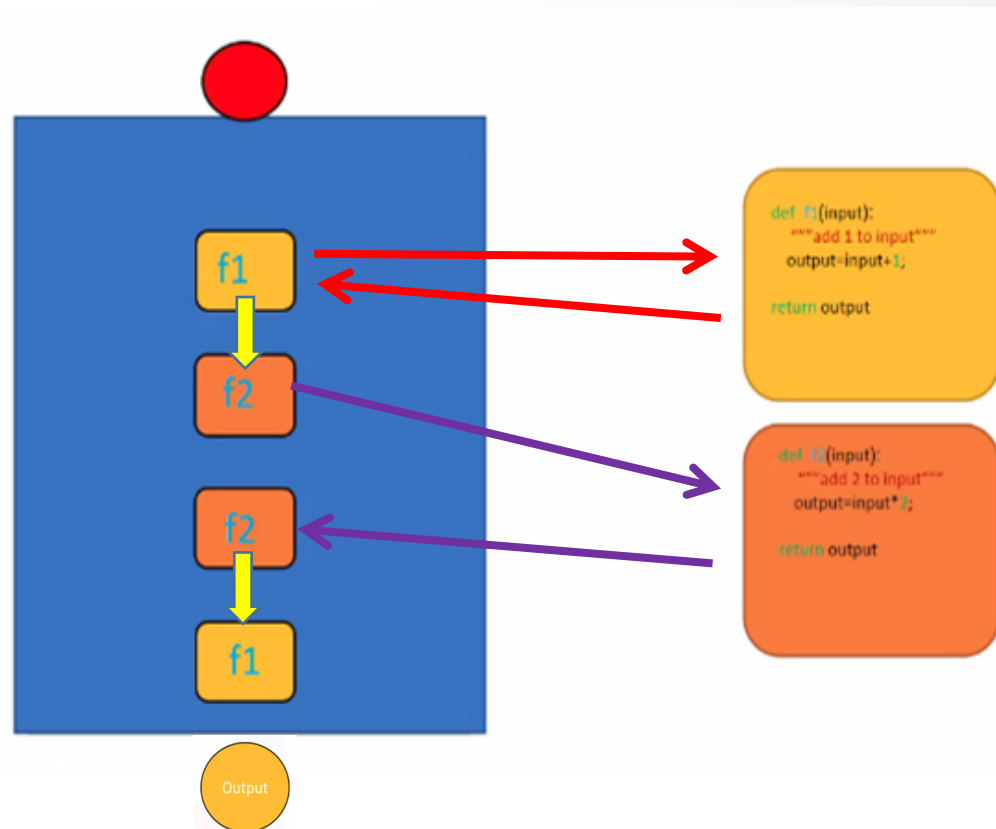 f1
f2
f2
f1
Output
def f1(input):
"""add 1 to input"""
output=input+1;
return output
def f2(input):
"""add 2 to input"""
output=input*2;
return output